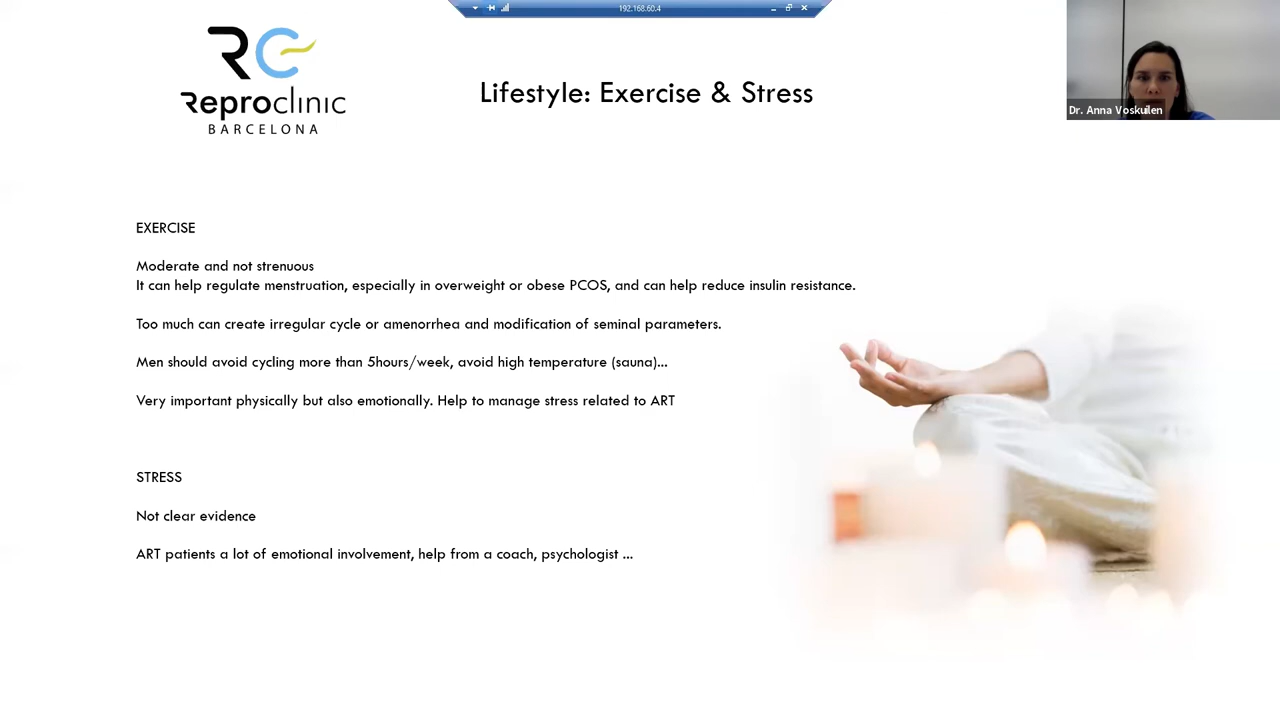 192.168.60.4
RC
Reproclinic
BARCELONA
Lifestyle: Exercise & Stress
Dr. Anna Voskuilen
EXERCISE
Moderate and not strenuous
It can help regulate menstruation, especially in overweight or obese PCOS, and can help reduce insulin resistance.
Too much can create irregular cycle or amenorrhea and modification of seminal parameters.
Men should avoid cycling more than 5hours/week, avoid high temperature (sauna)...
Very important physically but also emotionally. Help to manage stress related to ART
STRESS
Not clear evidence
ART patients a lot of emotional involvement, help from a coach, psychologist ...